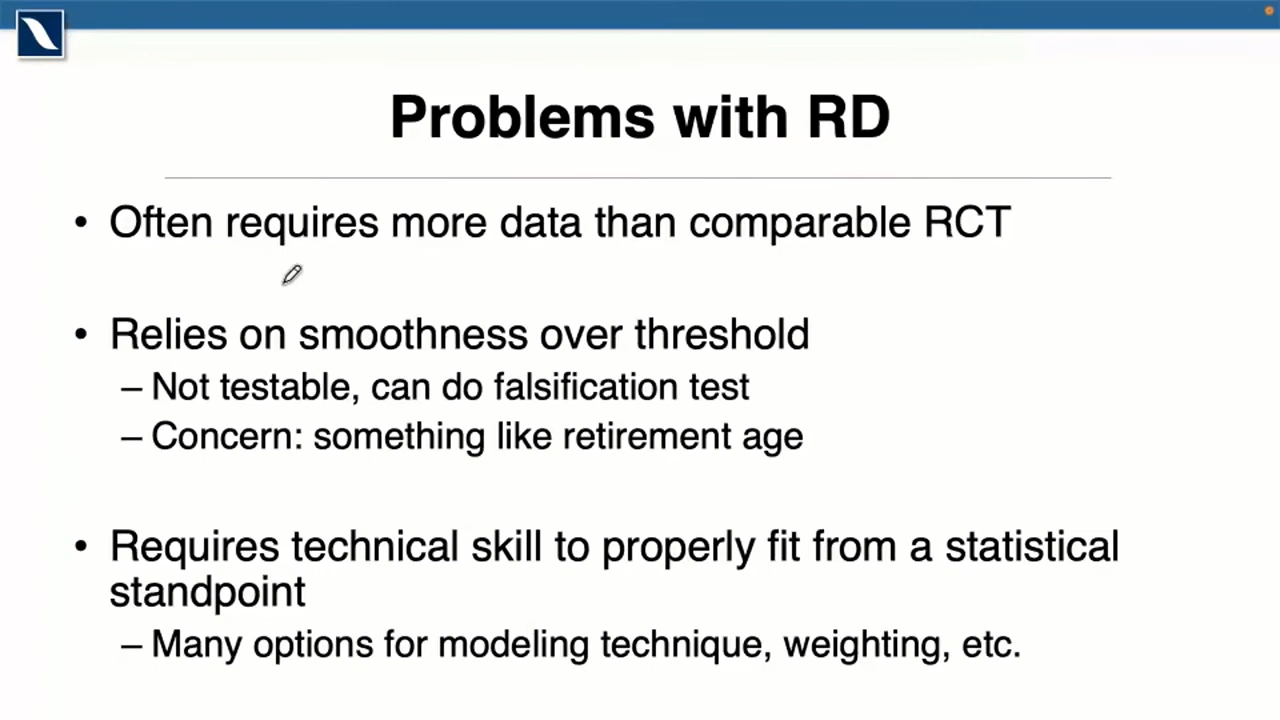 Problems with RD
• Often requires more data than comparable RCT
• Relies on smoothness over threshold
– Not testable, can do falsification test
– Concern: something like retirement age
• Requires technical skill to properly fit from a statistical
standpoint
– Many options for modeling technique, weighting, etc.